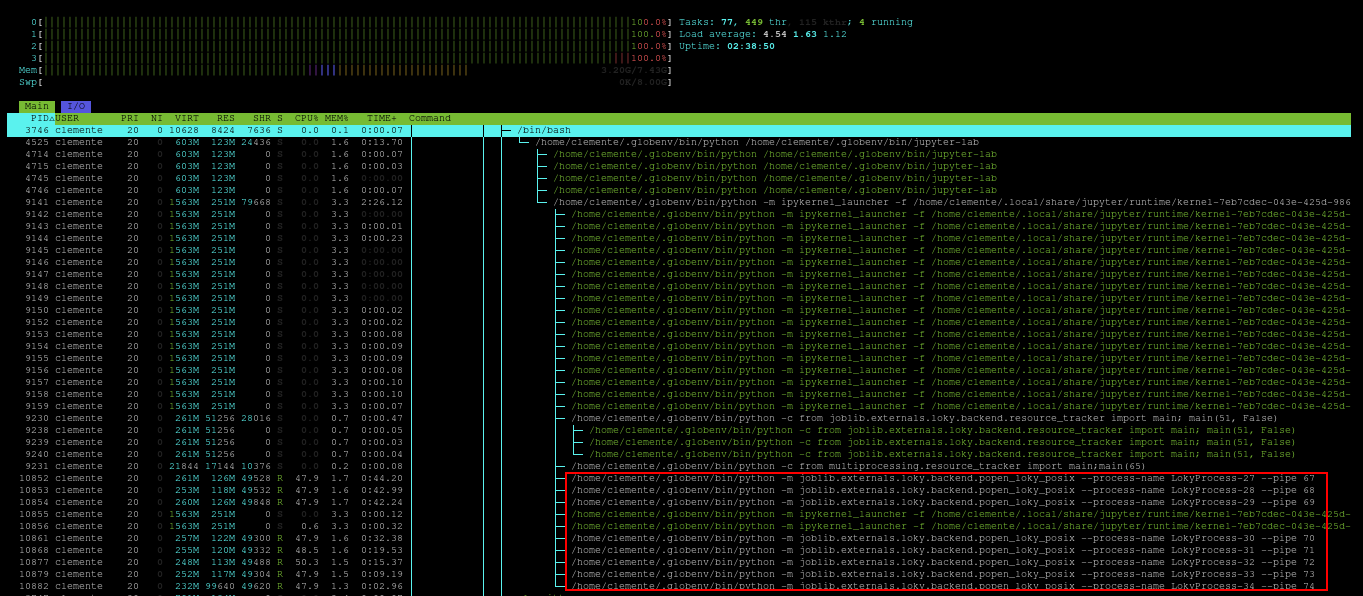 0[ 100.0%] Tasks: 77, 449 thr, 115 kthr; 4 running
1[ 100.0%] Load average: 4.54 1.63 1.12
2[ 100.0%] Uptime: 02:38:50
3[ 100.0%]
Mem[ 3.20G/7.43G]
Swp[ 0K/8.00G]
Main I/O
PID△USER PRI NI VIRT RES SHR S CPU% MEM% TIME+ Command
3746 clemente 20 0 10628 8424 7636 S 0.0 0.1 0:00.07 /bin/bash
4525 clemente 20 0 603M 123M 24436 S 0.0 1.6 0:13.70 /home/clemente/.globenv/bin/python /home/clemente/.globenv/bin/jupyter-lab
4714 clemente 20 0 603M 123M 0 S 0.0 1.6 0:00.07 /home/clemente/.globenv/bin/python /home/clemente/.globenv/bin/jupyter-lab
4715 clemente 20 0 603M 123M 0 S 0.0 1.6 0:00.03 /home/clemente/.globenv/bin/python /home/clemente/.globenv/bin/jupyter-lab
4745 clemente 20 0 603M 123M 0 S 0.0 1.6 0:00.00 /home/clemente/.globenv/bin/python /home/clemente/.globenv/bin/jupyter-lab
4746 clemente 20 0 603M 123M 0 S 0.0 1.6 0:00.07 /home/clemente/.globenv/bin/python /home/clemente/.globenv/bin/jupyter-lab
9141 clemente 20 0 1563M 251M 79668 S 0.0 3.3 2:26.12 /home/clemente/.globenv/bin/python -m ipykernel_launcher -f /home/clemente/.local/share/jupyter/runtime/kernel-7eb7cdec-043e-425d-986
9142 clemente 20 0 1563M 251M 0 S 0.0 3.3 0:00.00 /home/clemente/.globenv/bin/python -m ipykernel_launcher -f /home/clemente/.local/share/jupyter/runtime/kernel-7eb7cdec-043e-425d-
9143 clemente 20 0 1563M 251M 0 S 0.0 3.3 0:00.01 /home/clemente/.globenv/bin/python -m ipykernel_launcher -f /home/clemente/.local/share/jupyter/runtime/kernel-7eb7cdec-043e-425d-
9144 clemente 20 0 1563M 251M 0 S 0.0 3.3 0:00.23 /home/clemente/.globenv/bin/python -m ipykernel_launcher -f /home/clemente/.local/share/jupyter/runtime/kernel-7eb7cdec-043e-425d-
9145 clemente 20 0 1563M 251M 0 S 0.0 3.3 0:00.00 /home/clemente/.globenv/bin/python -m ipykernel_launcher -f /home/clemente/.local/share/jupyter/runtime/kernel-7eb7cdec-043e-425d-
9146 clemente 20 0 1563M 251M 0 S 0.0 3.3 0:00.00 /home/clemente/.globenv/bin/python -m ipykernel_launcher -f /home/clemente/.local/share/jupyter/runtime/kernel-7eb7cdec-043e-425d-
9147 clemente 20 0 1563M 251M 0 S 0.0 3.3 0:00.00 /home/clemente/.globenv/bin/python -m ipykernel_launcher -f /home/clemente/.local/share/jupyter/runtime/kernel-7eb7cdec-043e-425d-
9148 clemente 20 0 1563M 251M 0 S 0.0 3.3 0:00.00 /home/clemente/.globenv/bin/python -m ipykernel_launcher -f /home/clemente/.local/share/jupyter/runtime/kernel-7eb7cdec-043e-425d-
9149 clemente 20 0 1563M 251M 0 S 0.0 3.3 0:00.00 /home/clemente/.globenv/bin/python -m ipykernel_launcher -f /home/clemente/.local/share/jupyter/runtime/kernel-7eb7cdec-043e-425d-
9150 clemente 20 0 1563M 251M 0 S 0.0 3.3 0:00.02 /home/clemente/.globenv/bin/python -m ipykernel_launcher -f /home/clemente/.local/share/jupyter/runtime/kernel-7eb7cdec-043e-425d-
9152 clemente 20 0 1563M 251M 0 S 0.0 3.3 0:00.02 /home/clemente/.globenv/bin/python -m ipykernel_launcher -f /home/clemente/.local/share/jupyter/runtime/kernel-7eb7cdec-043e-425d-
9153 clemente 20 0 1563M 251M 0 S 0.0 3.3 0:00.08 /home/clemente/.globenv/bin/python -m ipykernel_launcher -f /home/clemente/.local/share/jupyter/runtime/kernel-7eb7cdec-043e-425d-
9154 clemente 20 0 1563M 251M 0 S 0.0 3.3 0:00.09 /home/clemente/.globenv/bin/python -m ipykernel_launcher -f /home/clemente/.local/share/jupyter/runtime/kernel-7eb7cdec-043e-425d-
9155 clemente 20 0 1563M 251M 0 S 0.0 3.3 0:00.09 /home/clemente/.globenv/bin/python -m ipykernel_launcher -f /home/clemente/.local/share/jupyter/runtime/kernel-7eb7cdec-043e-425d-
9156 clemente 20 0 1563M 251M 0 S 0.0 3.3 0:00.08 /home/clemente/.globenv/bin/python -m ipykernel_launcher -f /home/clemente/.local/share/jupyter/runtime/kernel-7eb7cdec-043e-425d-
9157 clemente 20 0 1563M 251M 0 S 0.0 3.3 0:00.10 /home/clemente/.globenv/bin/python -m ipykernel_launcher -f /home/clemente/.local/share/jupyter/runtime/kernel-7eb7cdec-043e-425d-
9158 clemente 20 0 1563M 251M 0 S 0.0 3.3 0:00.10 /home/clemente/.globenv/bin/python -m ipykernel_launcher -f /home/clemente/.local/share/jupyter/runtime/kernel-7eb7cdec-043e-425d-
9159 clemente 20 0 1563M 251M 0 S 0.0 3.3 0:00.07 /home/clemente/.globenv/bin/python -m ipykernel_launcher -f /home/clemente/.local/share/jupyter/runtime/kernel-7eb7cdec-043e-425d-
9230 clemente 20 0 261M 51256 28016 S 0.0 0.7 0:00.47 /home/clemente/.globenv/bin/python -c from joblib.externals.loky.backend.resource_tracker import main; main(51, False)
9238 clemente 20 0 261M 51256 0 S 0.0 0.7 0:00.05 /home/clemente/.globenv/bin/python -c from joblib.externals.loky.backend.resource_tracker import main; main(51, False)
9239 clemente 20 0 261M 51256 0 S 0.0 0.7 0:00.03 /home/clemente/.globenv/bin/python -c from joblib.externals.loky.backend.resource_tracker import main; main(51, False)
9240 clemente 20 0 261M 51256 0 S 0.0 0.7 0:00.04 /home/clemente/.globenv/bin/python -c from joblib.externals.loky.backend.resource_tracker import main; main(51, False)
9231 clemente 20 0 21844 17144 10376 S 0.0 0.2 0:00.08 /home/clemente/.globenv/bin/python -c from multiprocessing.resource_tracker import main;main(65)
10852 clemente 20 0 261M 126M 49528 R 47.9 1.7 0:44.20 /home/clemente/.globenv/bin/python -m joblib.externals.loky.backend.popen_loky_posix --process-name LokyProcess-27 --pipe 67
10853 clemente 20 0 253M 118M 49532 R 47.9 1.6 0:42.99 /home/clemente/.globenv/bin/python -m joblib.externals.loky.backend.popen_loky_posix --process-name LokyProcess-28 --pipe 68
10854 clemente 20 0 260M 126M 49848 R 47.9 1.7 0:42.24 /home/clemente/.globenv/bin/python -m joblib.externals.loky.backend.popen_loky_posix --process-name LokyProcess-29 --pipe 69
10855 clemente 20 0 1563M 251M 0 S 0.0 3.3 0:00.12 /home/clemente/.globenv/bin/python -m ipykernel_launcher -f /home/clemente/.local/share/jupyter/runtime/kernel-7eb7cdec-043e-425d-
10856 clemente 20 0 1563M 251M 0 S 0.6 3.3 0:00.32 /home/clemente/.globenv/bin/python -m ipykernel_launcher -f /home/clemente/.local/share/jupyter/runtime/kernel-7eb7cdec-043e-425d-
10861 clemente 20 0 257M 122M 49300 R 47.9 1.6 0:32.38 /home/clemente/.globenv/bin/python -m joblib.externals.loky.backend.popen_loky_posix --process-name LokyProcess-30 --pipe 70
10868 clemente 20 0 255M 120M 49332 R 48.5 1.6 0:19.53 /home/clemente/.globenv/bin/python -m joblib.externals.loky.backend.popen_loky_posix --process-name LokyProcess-31 --pipe 71
10877 clemente 20 0 248M 113M 49488 R 50.3 1.5 0:15.37 /home/clemente/.globenv/bin/python -m joblib.externals.loky.backend.popen_loky_posix --process-name LokyProcess-32 --pipe 72
10879 clemente 20 0 252M 117M 49304 R 47.9 1.5 0:09.19 /home/clemente/.globenv/bin/python -m joblib.externals.loky.backend.popen_loky_posix --process-name LokyProcess-33 --pipe 73
10882 clemente 20 0 232M 99640 49620 R 47.9 1.3 0:02.96 /home/clemente/.globenv/bin/python -m joblib.externals.loky.backend.popen_loky_posix --process-name LokyProcess-34 --pipe 74